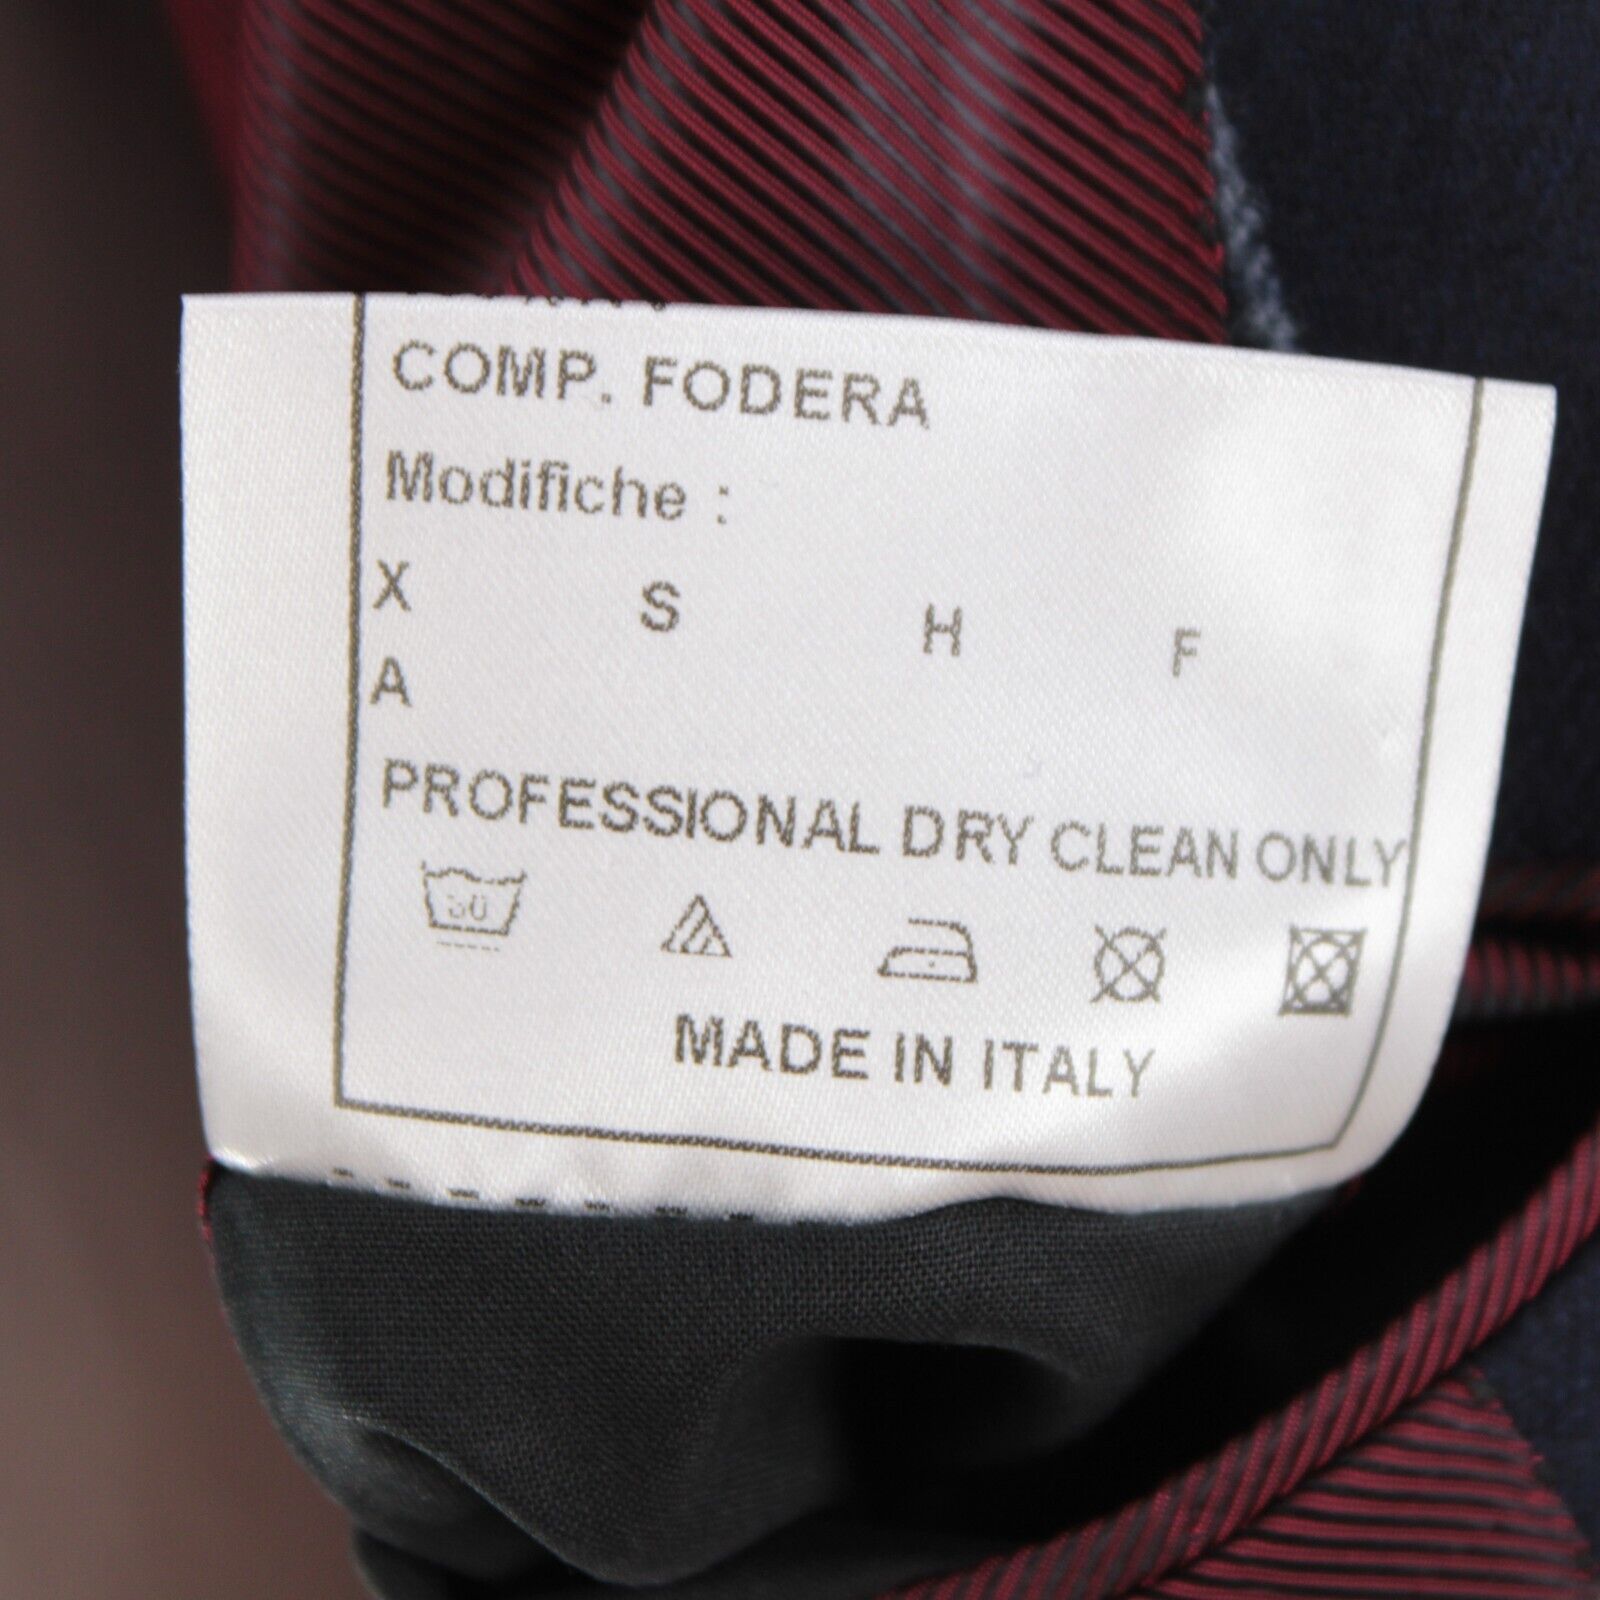 COMP. FODERA
Modifiche :
X S H F
A
PROFESSIONAL DRY CLEAN ONLY
30
MADE IN ITALY